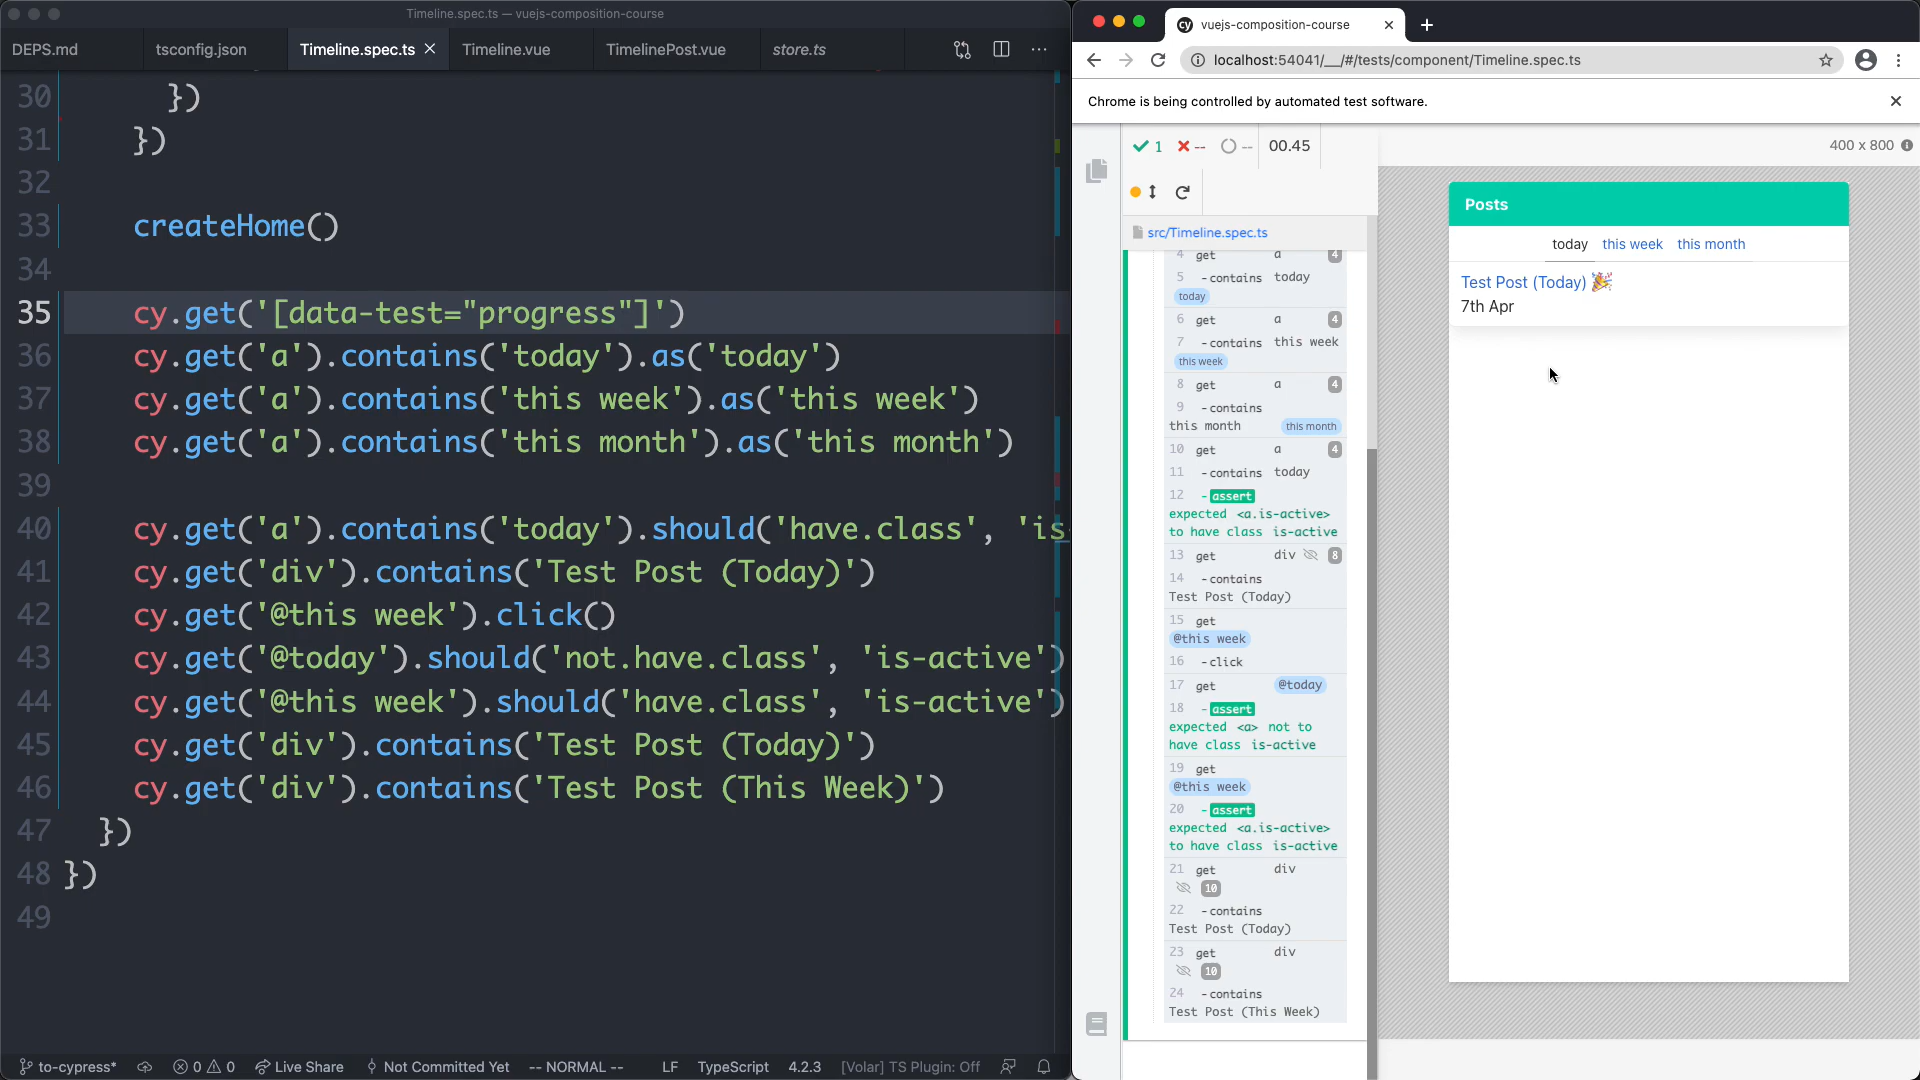 Timeline.spec.ts — vuejs-composition-course
DEPS.md
tsconfig.json
Timeline.spec.ts
Timeline.vue
TimelinePost.vue
store.ts
30 })
31 })
32
33 createHome()
34
35 cy.get('[data-test="progress"]')
36 cy.get('a').contains('today').as('today')
37 cy.get('a').contains('this week').as('this week')
38 cy.get('a').contains('this month').as('this month')
39
40 cy.get('a').contains('today').should('have.class', 'is-
41 cy.get('div').contains('Test Post (Today)')
42 cy.get('@this week').click()
43 cy.get('@today').should('not.have.class', 'is-active')
44 cy.get('@this week').should('have.class', 'is-active')
45 cy.get('div').contains('Test Post (Today)')
46 cy.get('div').contains('Test Post (This Week)')
47 })
48 })
49
to-cypress* 0 0 Live Share Not Committed Yet -- NORMAL -- LF TypeScript 4.2.3 [Volar] TS Plugin: Off
cy vuejs-composition-course
localhost:54041/__/#/tests/component/Timeline.spec.ts
Chrome is being controlled by automated test software.
1 -- -- 00.45
400 x 800
src/Timeline.spec.ts
4 get a 4
5 -contains today
today
6 get a 4
7 -contains this week
this week
8 get a 4
9 -contains
this month this month
10 get a 4
11 -contains today
12 -assert
expected <a.is-active>
to have class is-active
13 get div 8
14 -contains
Test Post (Today)
15 get
@this week
16 -click
17 get @today
18 -assert
expected <a> not to
have class is-active
19 get
@this week
20 -assert
expected <a.is-active>
to have class is-active
21 get div
10
22 -contains
Test Post (Today)
23 get div
10
24 -contains
Test Post (This Week)
Posts
today this week this month
Test Post (Today) 🎉
7th Apr